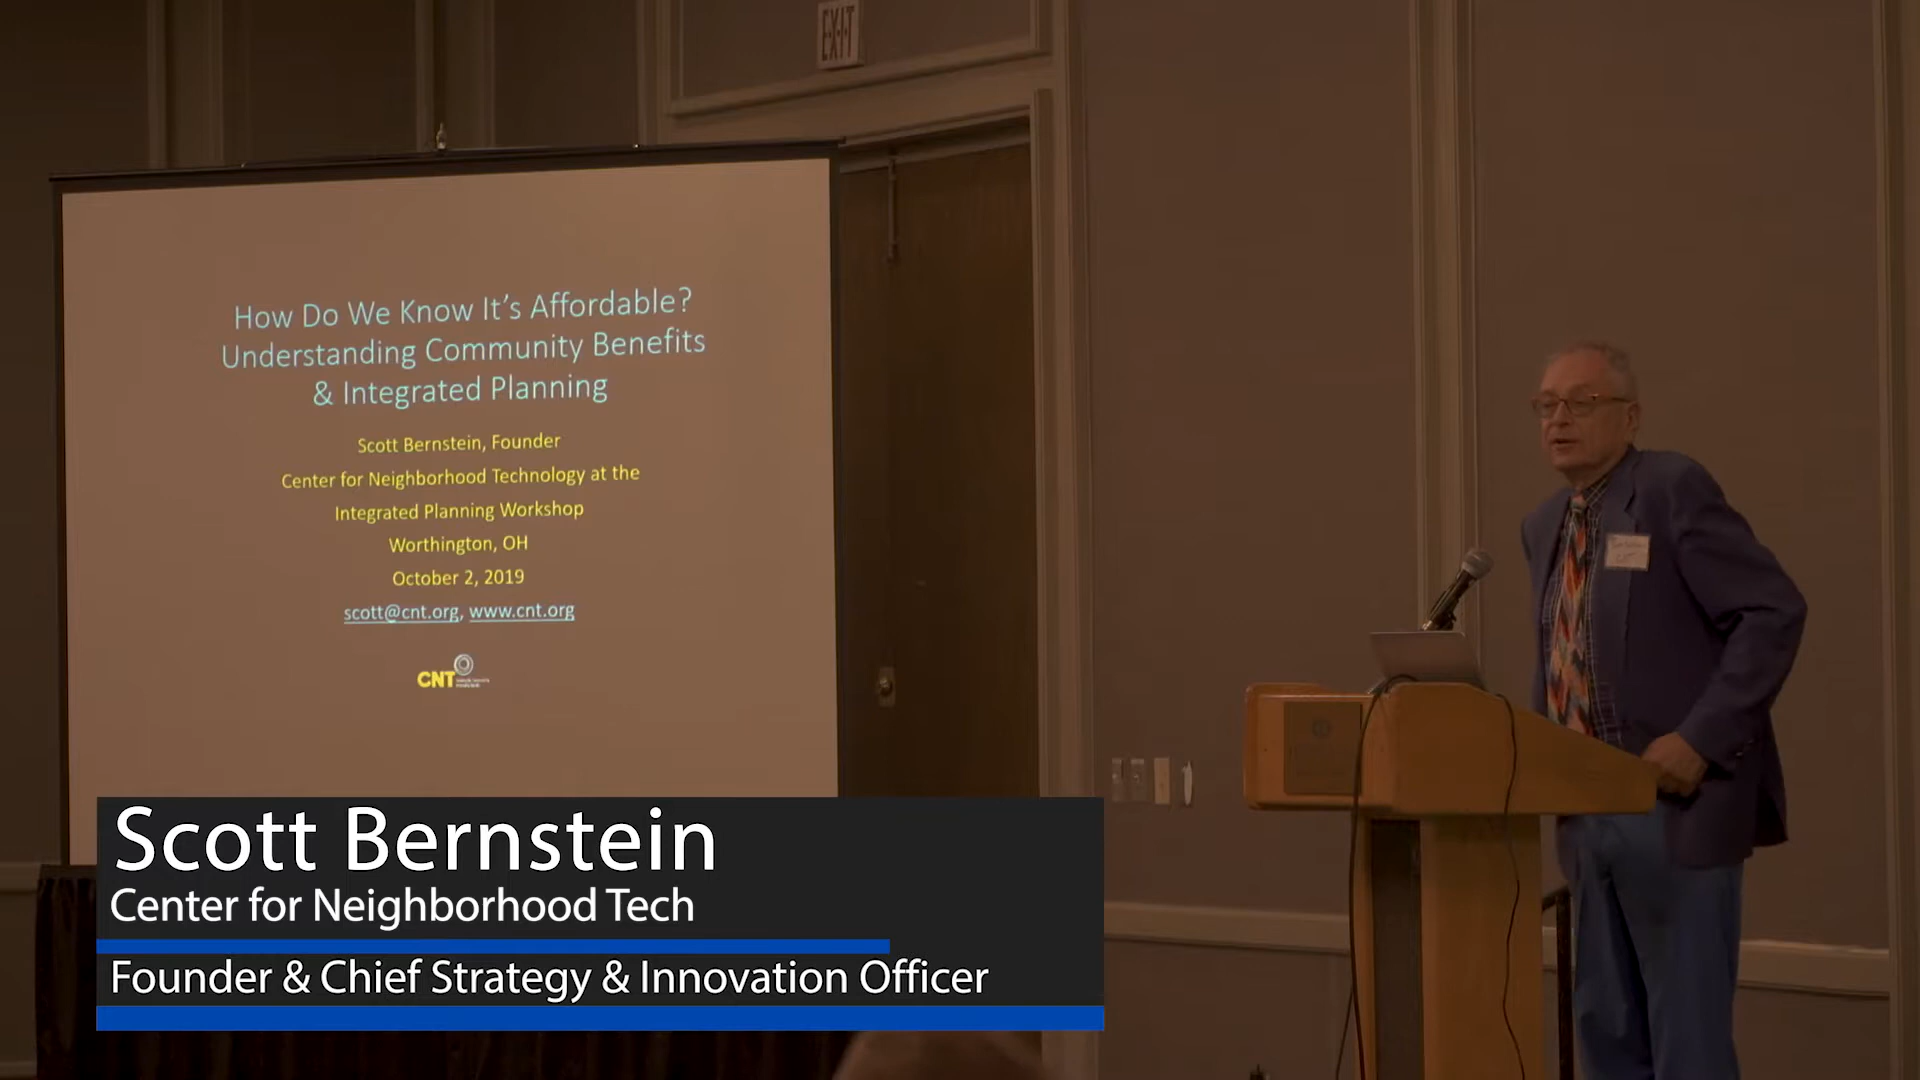 EXIT
How Do We Know It's Affordable?
Understanding Community Benefits
& Integrated Planning
Scott Bernstein, Founder
Center for Neighborhood Technology at the
Integrated Planning Workshop
Worthington, OH
October 2, 2019
scott@cnt.org, www.cnt.org
CNT
Scott Bernstein
Center for Neighborhood Tech
Founder & Chief Strategy & Innovation Officer